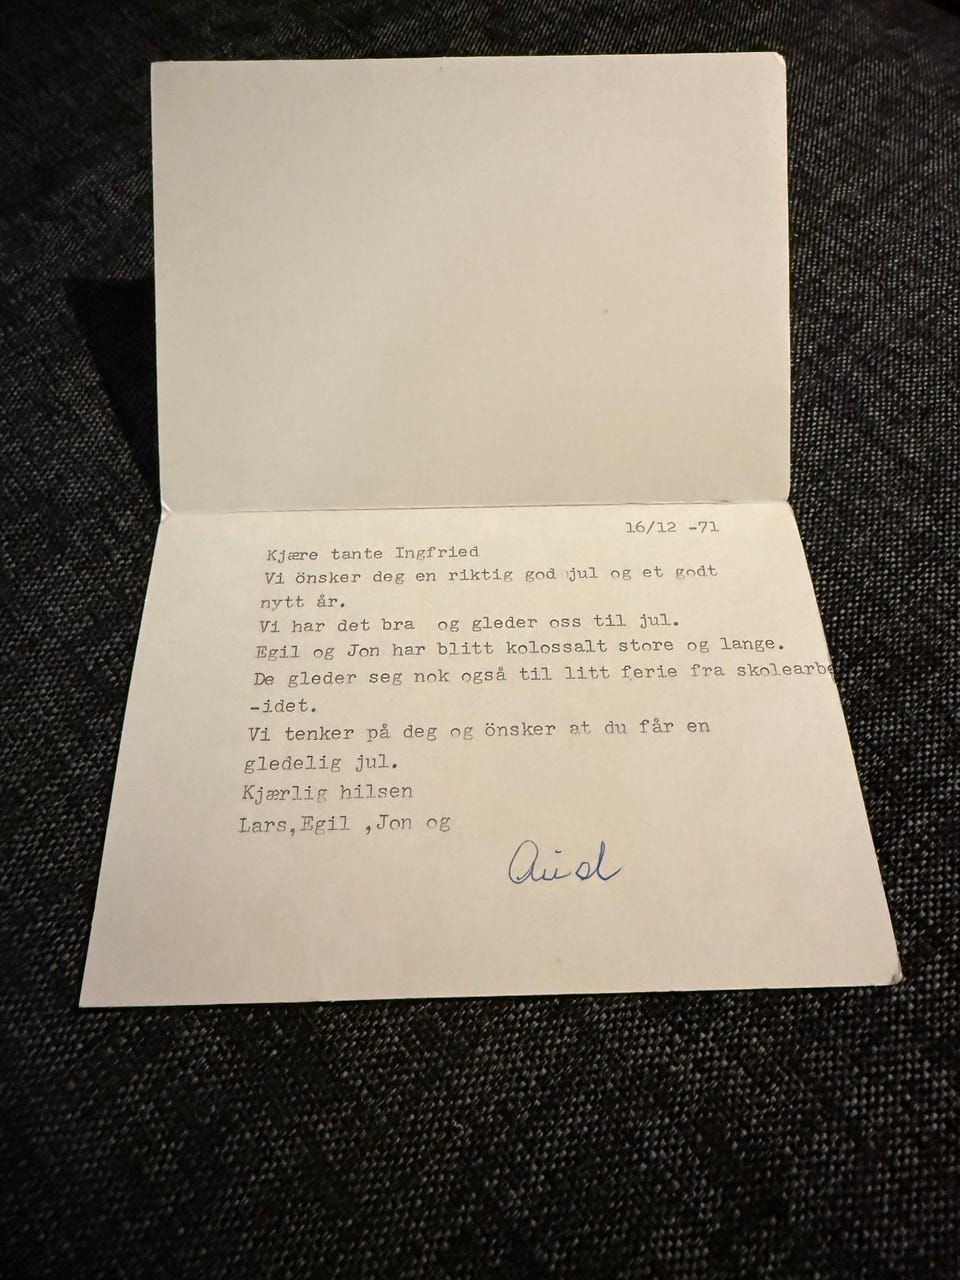 16/12 -71
Kjære tante Ingfried
Vi önsker deg en riktig god jul og et godt
nytt år.
Vi har det bra og gleder oss til jul.
Egil og Jon har blitt kolossalt store og lange.
De gleder seg nok også til litt ferie fra skolearbe
-idet.
Vi tenker på deg og önsker at du får en
gledelig jul.
Kjærlig hilsen
Lars,Egil ,Jon og
Aud